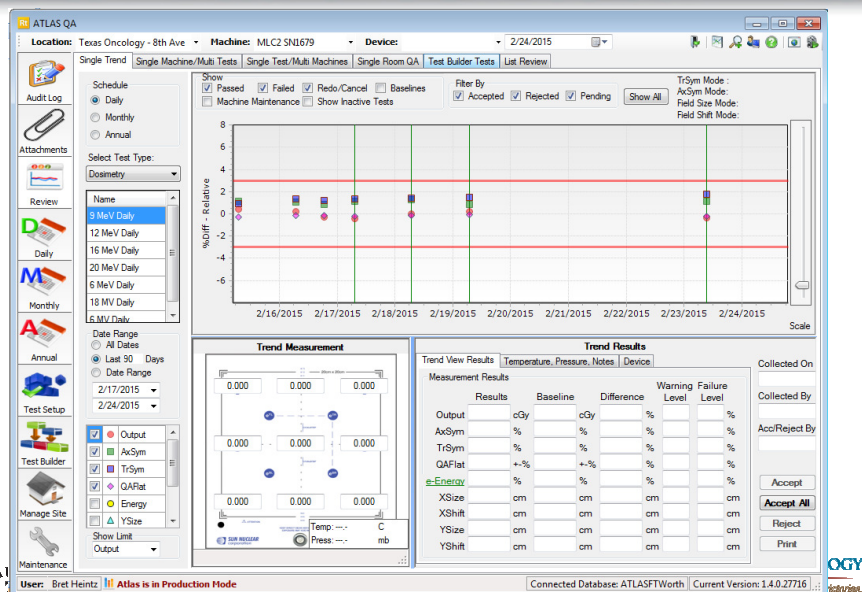 ATLAS QA
Location: Texas Oncology - 8th Ave Machine: MLC2 SN1679 Device: 2/24/2015
Single Trend Single Machine/Multi Tests Single Test/Multi Machines Single Room QA Test Builder Tests List Review
Audit Log
Attachments
Review
Daily
Monthly
Annual
Test Setup
Test Builder
Manage Site
Maintenance
Schedule
Daily
Monthly
Annual
Select Test Type:
Dosimetry
Name
9 MeV Daily
12 MeV Daily
16 MeV Daily
20 MeV Daily
6 MeV Daily
18 MV Daily
6 MV Daily
Date Range
All Dates
Last 90 Days
Date Range
2/17/2015
2/24/2015
Output
AxSym
TrSym
QAFlat
Energy
YSize
Show Limit
Output
Show
Passed Failed Redo/Cancel Baselines
Machine Maintenance Show Inactive Tests
Filter By
Accepted Rejected Pending
Show All
TrSym Mode :
AxSym Mode:
Field Size Mode:
Field Shift Mode:
%Diff - Relative
8
6
4
2
0
-2
-4
-6
2/16/2015 2/17/2015 2/18/2015 2/19/2015 2/20/2015 2/21/2015 2/22/2015 2/23/2015 2/24/2015
Scale
Trend Measurement
0.000 0.000 0.000
0.000 0.000 0.000
0.000 0.000 0.000
SUN NUCLEAR
Temp: --.- C
Press: --.- mb
Trend Results
Trend View Results Temperature, Pressure, Notes Device
Measurement Results
Results Baseline Difference Warning Level Failure Level
Output cGy cGy % %
AxSym % % % %
TrSym % % % %
QAFlat +-% +-% % %
e-Energy % % % %
XSize cm cm cm cm
XShift cm cm cm cm
YSize cm cm cm cm
YShift cm cm cm cm
Collected On
Collected By
Acc/Reject By
Accept
Accept All
Reject
Print
User: Bret Heintz Atlas is in Production Mode Connected Database: ATLASFTWorth Current Version: 1.4.0.27716
OGY